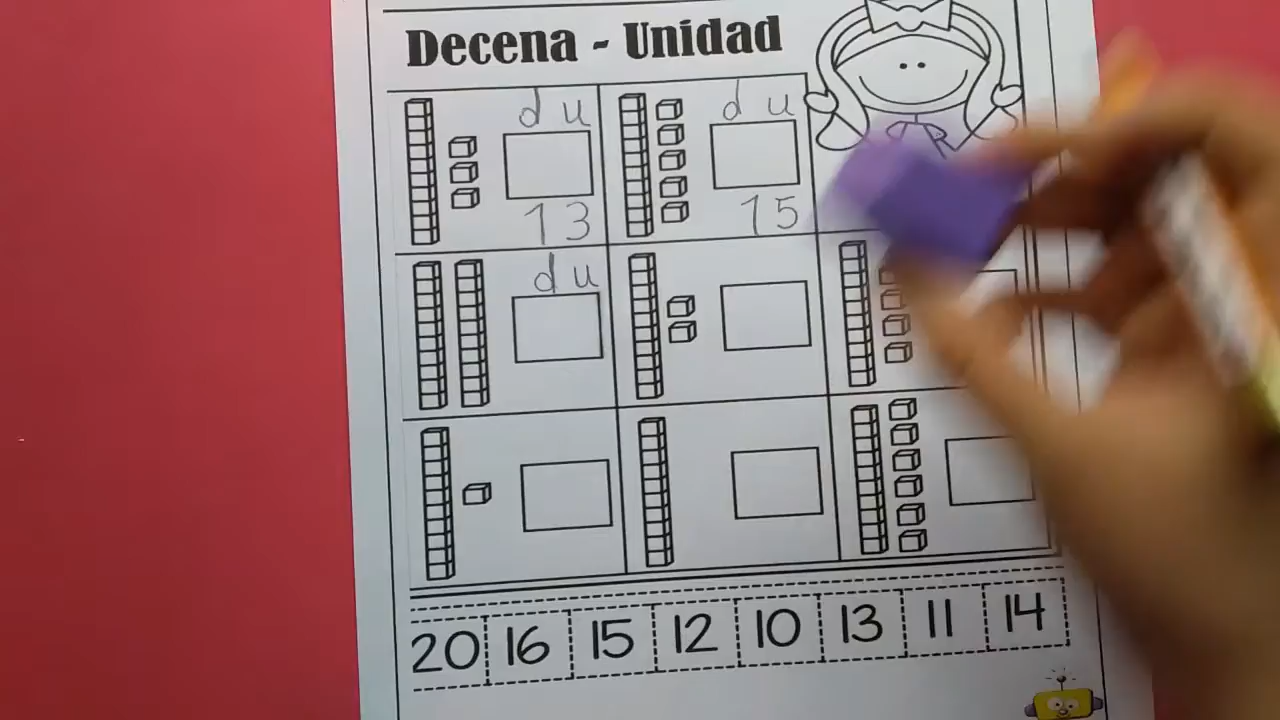 Decena - Unidad
d u
d u
13
15
d u
20 16 15 12 10 13 11 14